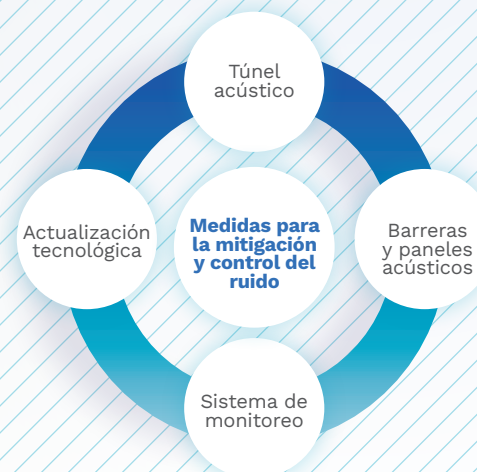 Túnel
acústico
Actualización
tecnológica
Medidas para
la mitigación
y control del
ruido
Barreras
y paneles
acústicos
Sistema de
monitoreo